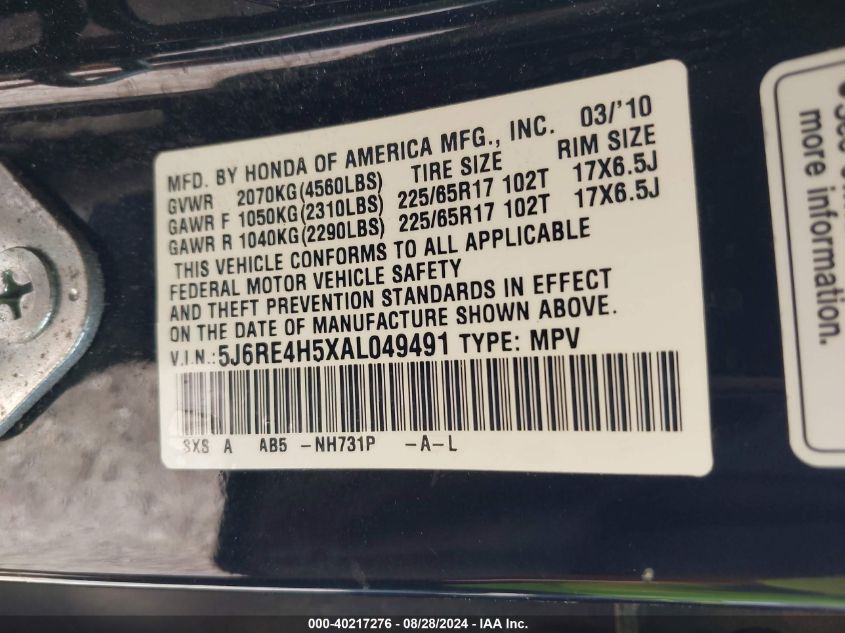 MFD. BY HONDA OF AMERICA MFG., INC. 03/'10
GVWR 2070KG(4560LBS) TIRE SIZE RIM SIZE
GAWR F 1050KG(2310LBS) 225/65R17 102T 17X6.5J
GAWR R 1040KG(2290LBS) 225/65R17 102T 17X6.5J
THIS VEHICLE CONFORMS TO ALL APPLICABLE
FEDERAL MOTOR VEHICLE SAFETY
AND THEFT PREVENTION STANDARDS IN EFFECT
ON THE DATE OF MANUFACTURE SHOWN ABOVE.
V.I.N.: 5J6RE4H5XAL049491 TYPE: MPV
SXS A AB5 -NH731P -A-L
more information.
000-40217276 - 08/28/2024 - IAA Inc.